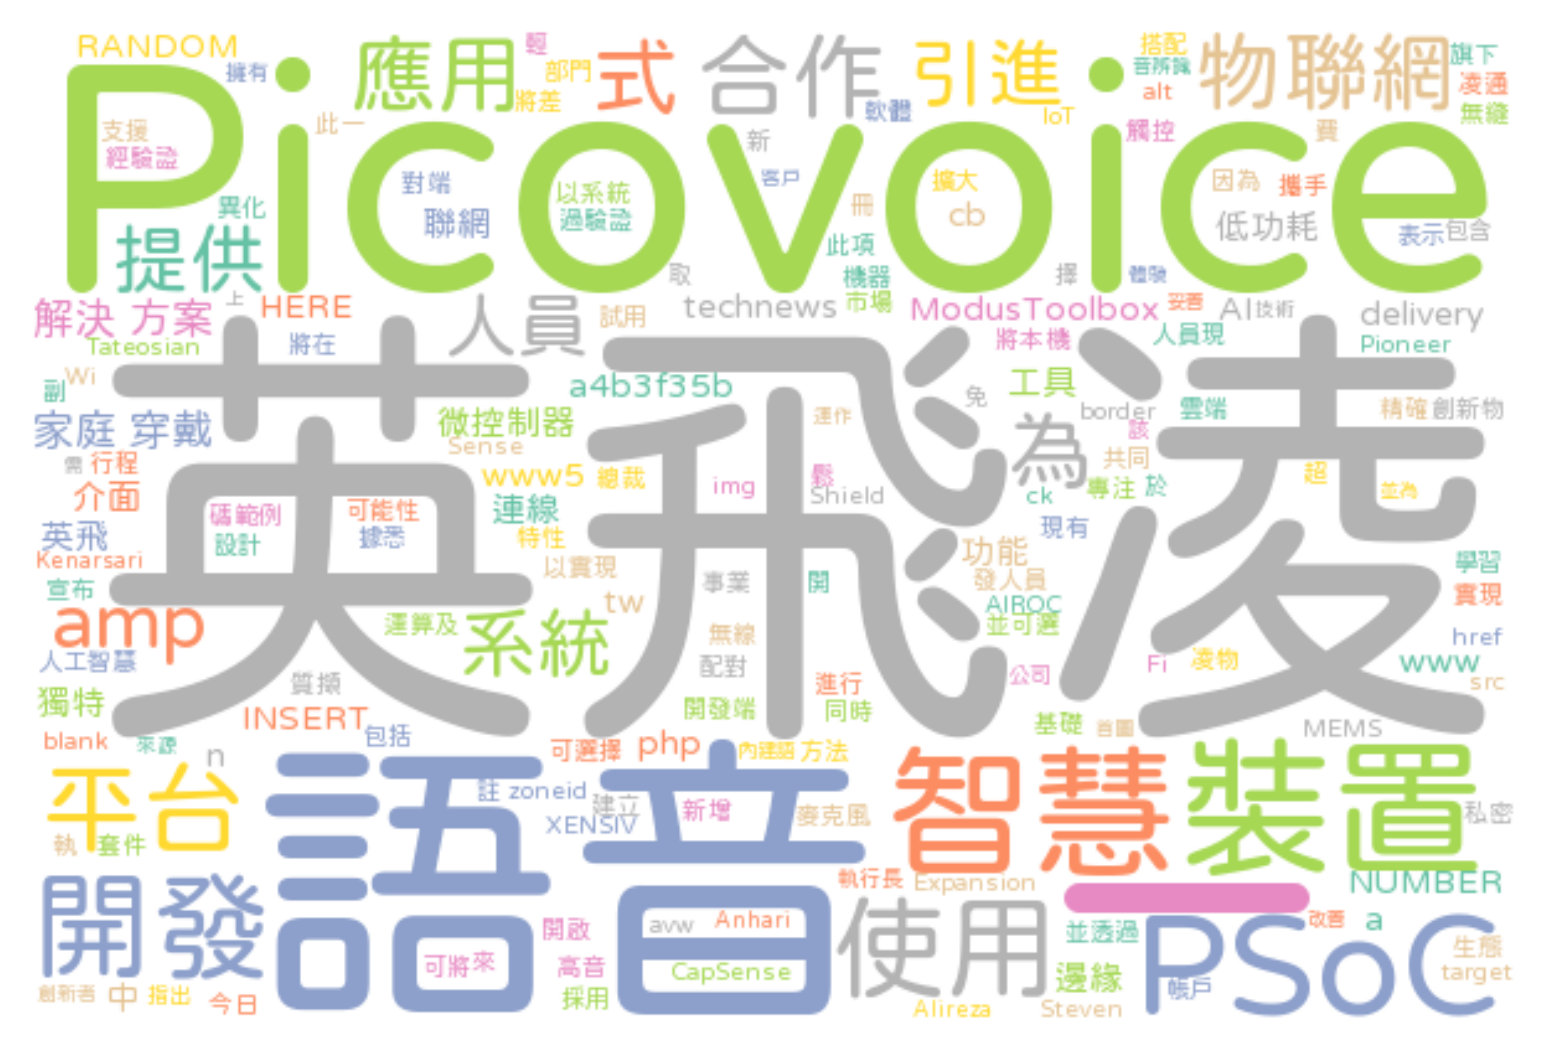 RANDOM 應用 輕 式 合作 引進 搭配 物聯網 旗下
擁有 部門 將差 軟體 IoT 音辨識 alt 凌通
支援 此一 新 觸控 費 無縫
經驗證
Picovoice
對端 以系統 客戶 擴大 因為 攜手
異化 聯網 過驗證 冊 cb 低功耗 表示 包含
提供 此項
取 機器 擇 體驗
解決 方案 上 HERE 人員 試用 technews 市場 ModusToolbox 妥善 AI 技術 delivery
Tateosian 將在 將本機 人員現 Pioneer
副 Wi a4b3f35b 免 工具
英飛凌
家庭 穿戴 微控制器 運作 border 為 雲端 精確 創新物
Sense 該
需 行程 www5 總裁 鬆 共同 超
介面 img Shield ck 專注 於 並為
碼範例 可能性 連線
英飛 設計 據悉 特性 現有
Kenarsari 以實現 功能 學習
宣布 事業 開 發人員 實現
amp tw AIROC
運算及 系統 無線 並可選 href
人工智慧 配對 Fi 凌物 www
獨特 質擷 進行 公司 src
INSERT 開發端 同時 基礎 首圖 MEMS
blank 來源 n 包括 可選擇 php 內建語 方法
平台 語音 註 zoneid 建立 新增 智慧 裝置
XENSIV 麥克風 私密
執 套件 執行長 Expansion NUMBER
開發 開啟 avw Anhari 使用 一 改善 a
可將 來 高音 CapSense 並透過 PSoC 生態
邊緣 帳戶 target
創新者 中 指出 今日 採用 Alireza Steven